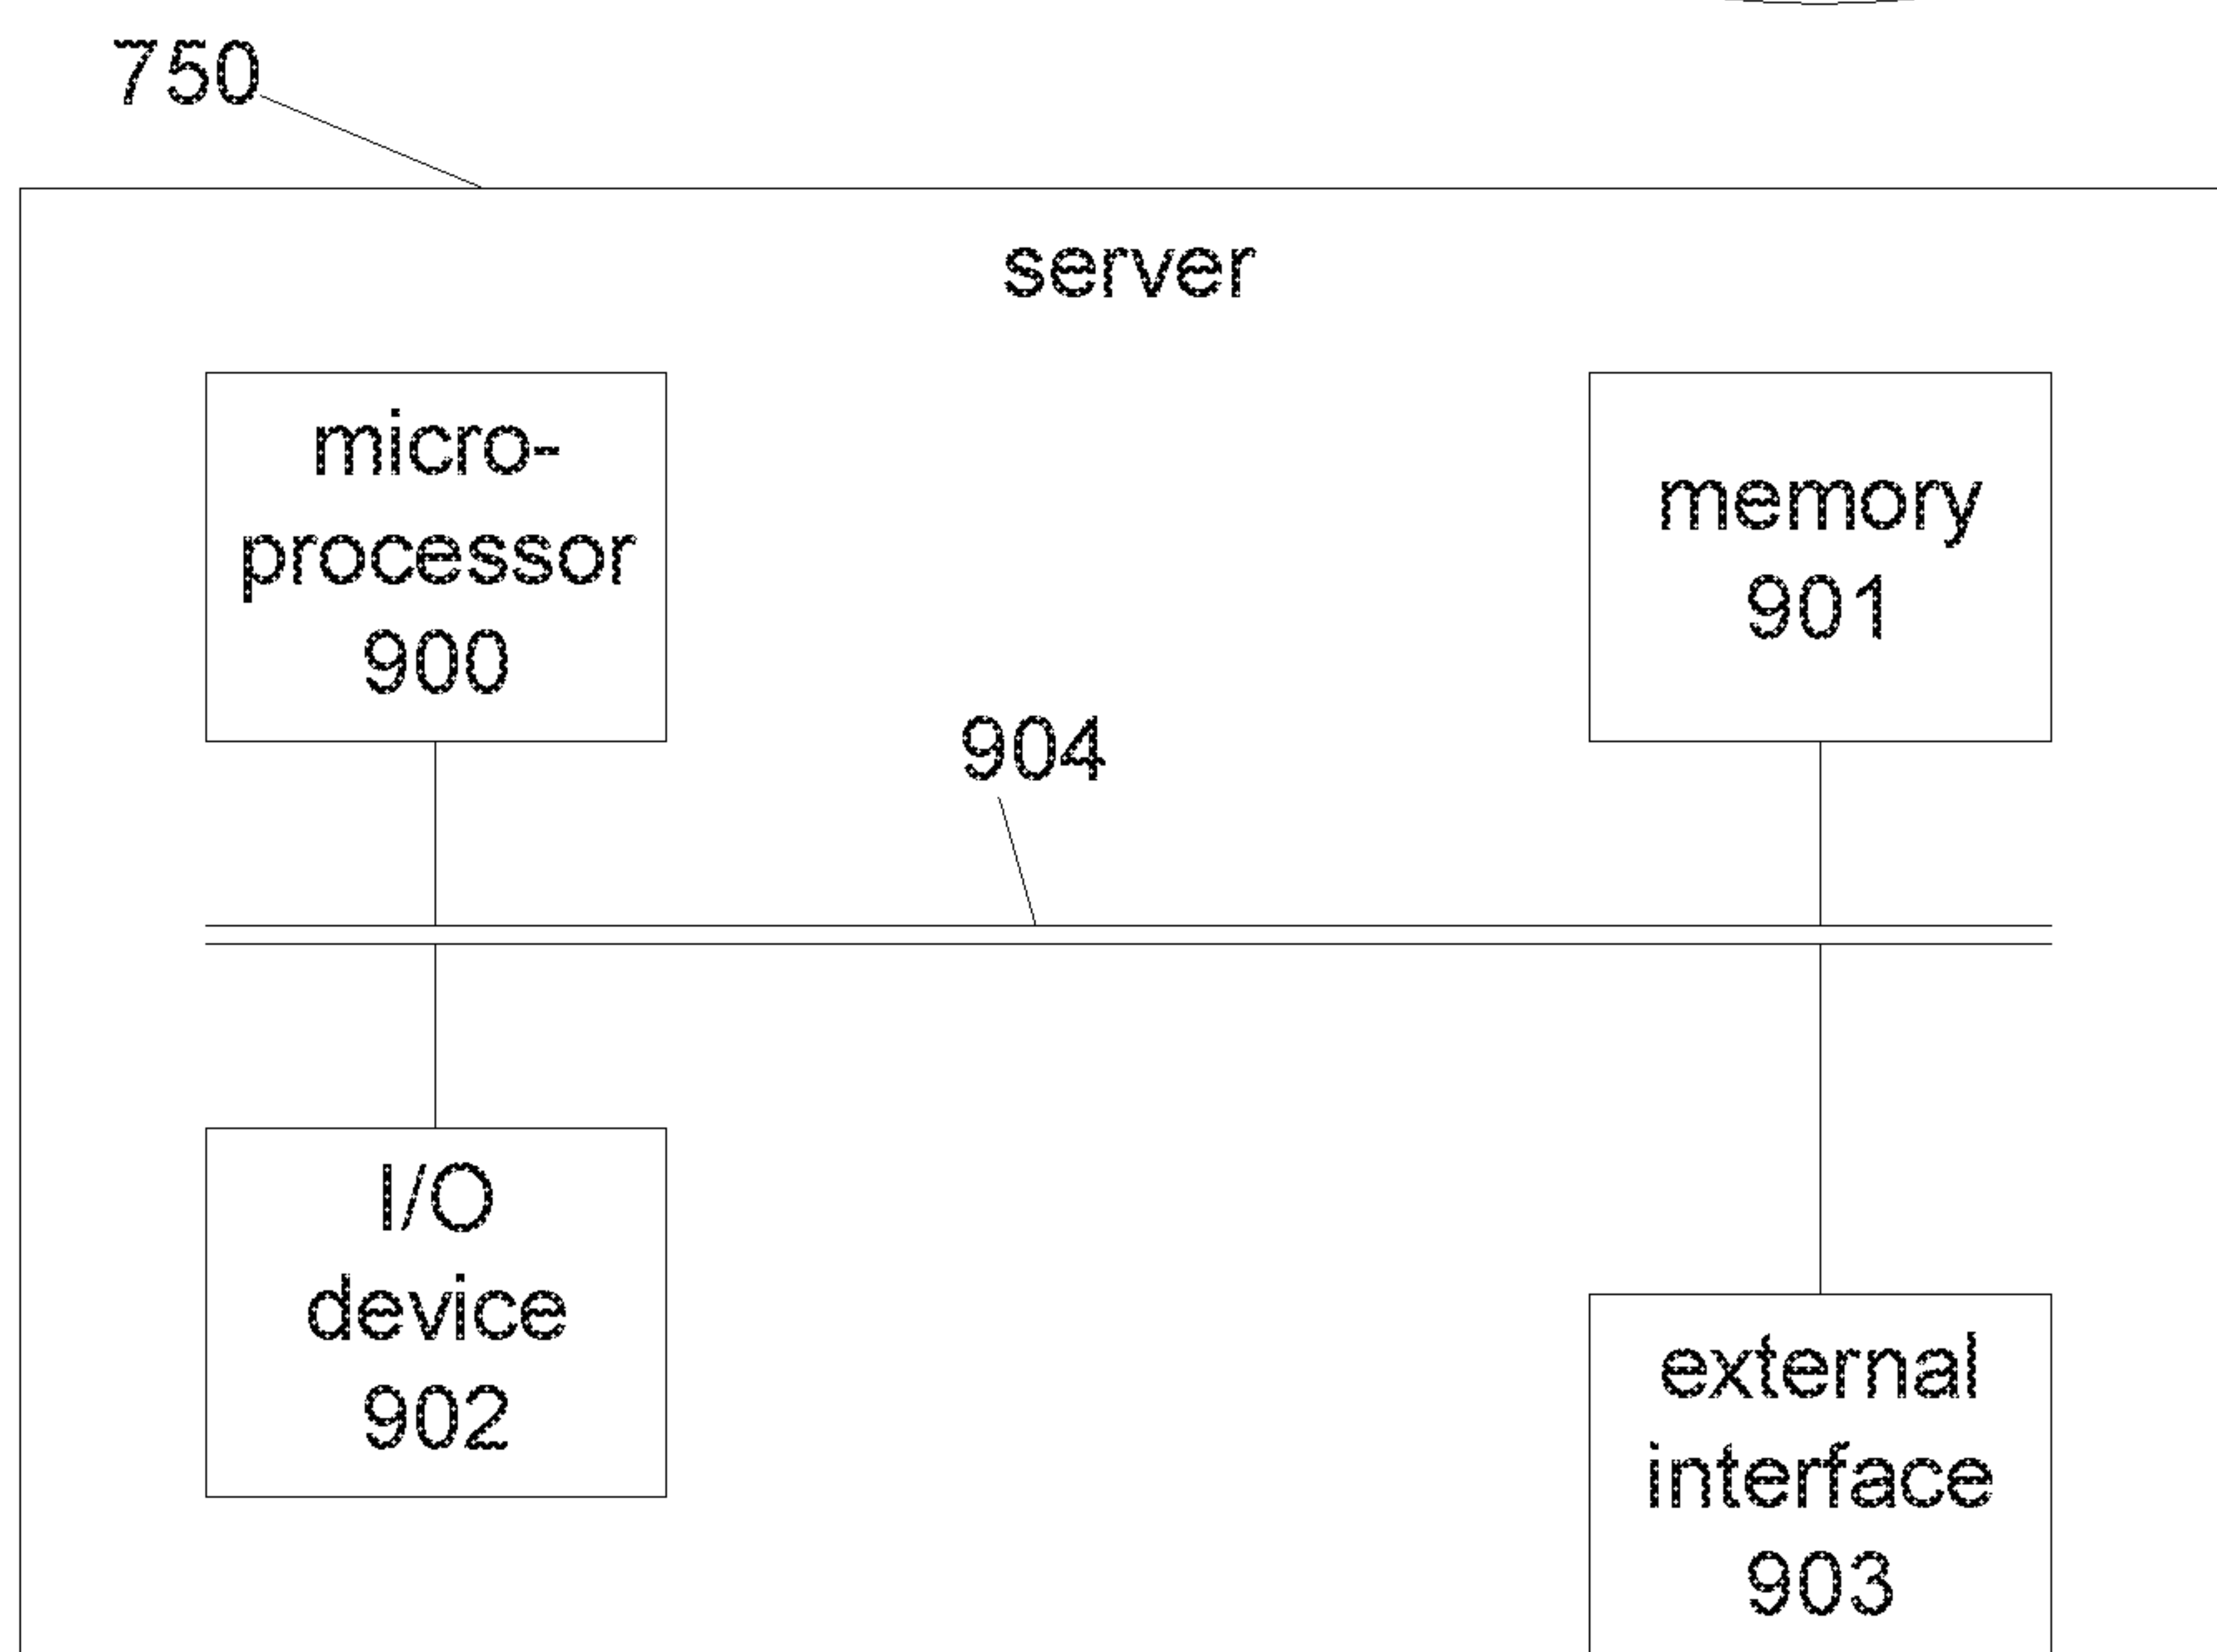 750
server
micro-
processor
900
memory
901
904
I/O
device
902
external
interface
903